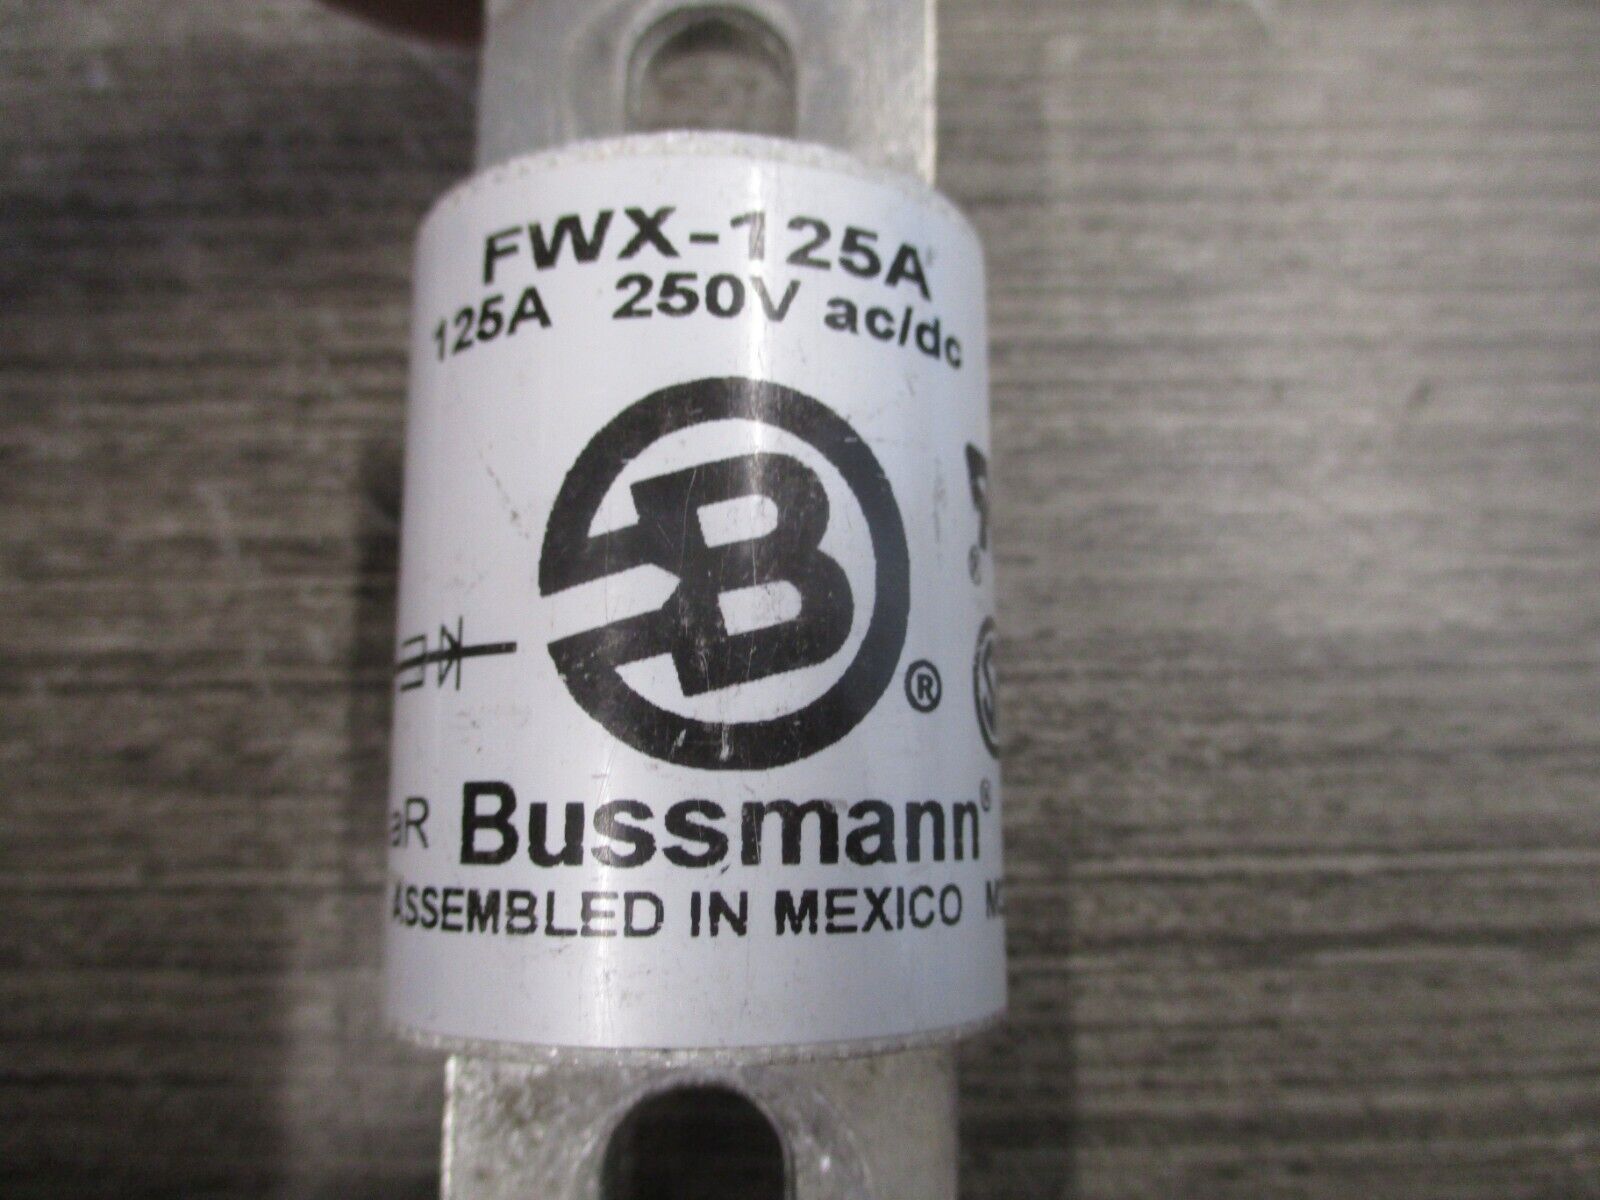 FWX-125A
125A 250V ac/dc
B
®
aR Bussmann®
ASSEMBLED IN MEXICO